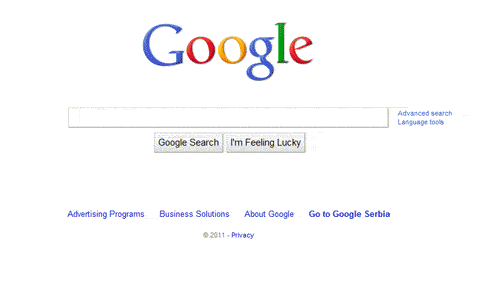 Google
Advanced search
Language tools
Google Search I'm Feeling Lucky
Advertising Programs Business Solutions About Google Go to Google Serbia
© 2011 - Privacy